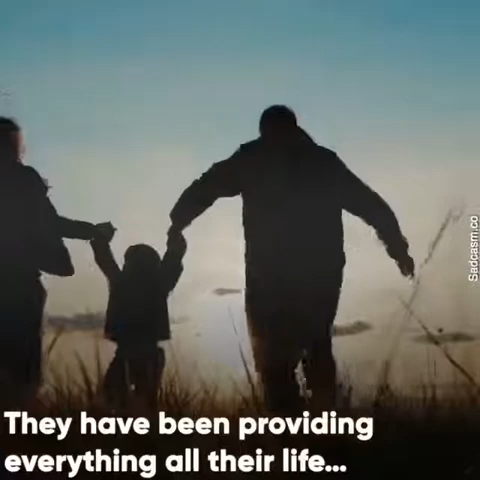 Sadcasm.co
They have been providing
everything all their life...